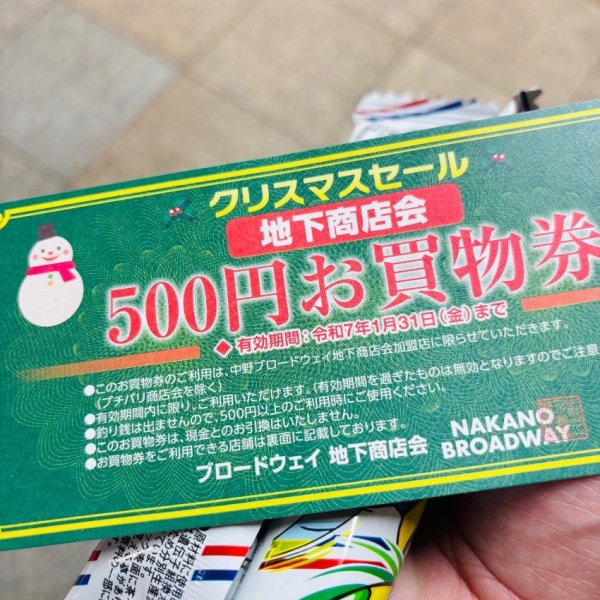 クリスマスセール
地下商店会
500円お買物券
◆有効期間：令和7年1月31日（金）まで
●このお買物券のご利用は、中野ブロードウェイ地下商店会加盟店に限らせていただきます。
（プチパリ商店会を除く）
●有効期間内に限り、ご利用いただけます。（有効期間を過ぎたものは無効となりますのでご注意
●釣り銭は出ませんので、500円以上のご利用時にご使用ください。
●このお買物券は、現金とのお引換はいたしません。
●お買物券をご利用できる店舗は裏面に記載しております。
ブロードウェイ 地下商店会
NAKANO
BROADWAY